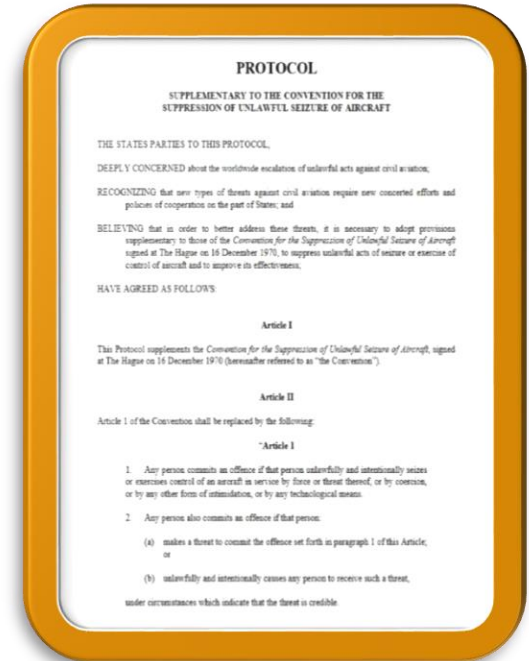 PROTOCOL
SUPPLEMENTARY TO THE CONVENTION FOR THE
SUPPRESSION OF UNLAWFUL SEIZURE OF AIRCRAFT
THE STATES PARTIES TO THIS PROTOCOL,
DEEPLY CONCERNED about the worldwide escalation of unlawful acts against civil aviation;
RECOGNIZING that new types of threats against civil aviation require new concerted efforts and
policies of cooperation on the part of States; and
BELIEVING that in order to better address these threats, it is necessary to adopt provisions
supplementary to those of the Convention for the Suppression of Unlawful Seizure of Aircraft
signed at The Hague on 16 December 1970, to suppress unlawful acts of seizure or exercise of
control of aircraft and to improve its effectiveness;
HAVE AGREED AS FOLLOWS:
Article I
This Protocol supplements the Convention for the Suppression of Unlawful Seizure of Aircraft, signed
at The Hague on 16 December 1970 (hereinafter referred to as “the Convention”).
Article II
Article 1 of the Convention shall be replaced by the following:
“Article 1
1. Any person commits an offence if that person unlawfully and intentionally seizes
or exercises control of an aircraft in service by force or threat thereof, or by coercion,
or by any other form of intimidation, or by any technological means.
2. Any person also commits an offence if that person:
(a) makes a threat to commit the offence set forth in paragraph 1 of this Article;
or
(b) unlawfully and intentionally causes any person to receive such a threat,
under circumstances which indicate that the threat is credible.